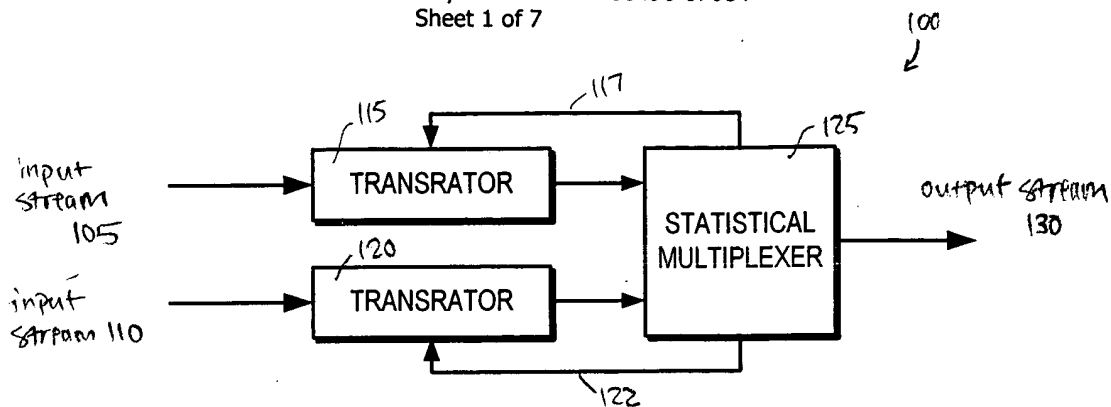 Sheet 1 of 7
100
117
115
125
input
stream
105
TRANSRATOR
output stream
130
STATISTICAL
MULTIPLEXER
120
TRANSRATOR
input
stream 110
122